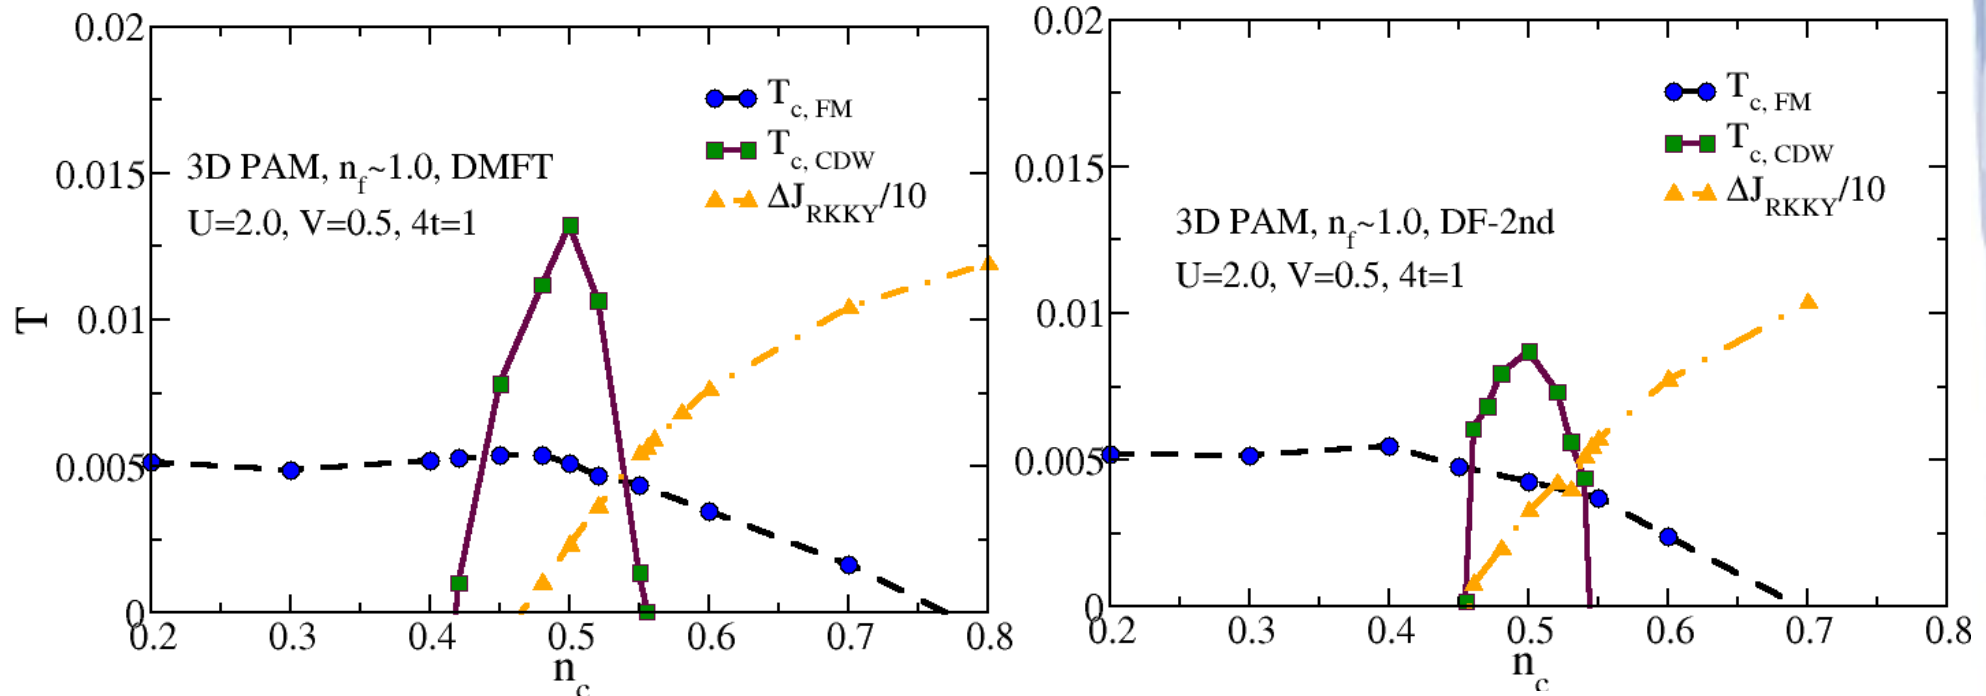 0.02
0.015
0.01
0.005
0
T
T_c, FM
T_c, CDW
ΔJ_RKKY/10
3D PAM, n_f~1.0, DMFT
U=2.0, V=0.5, 4t=1
0.2 0.3 0.4 0.5 0.6 0.7 0.8
n_c
0.02
0.015
0.01
0.005
0
T_c, FM
T_c, CDW
ΔJ_RKKY/10
3D PAM, n_f~1.0, DF-2nd
U=2.0, V=0.5, 4t=1
0.2 0.3 0.4 0.5 0.6 0.7 0.8
n_c